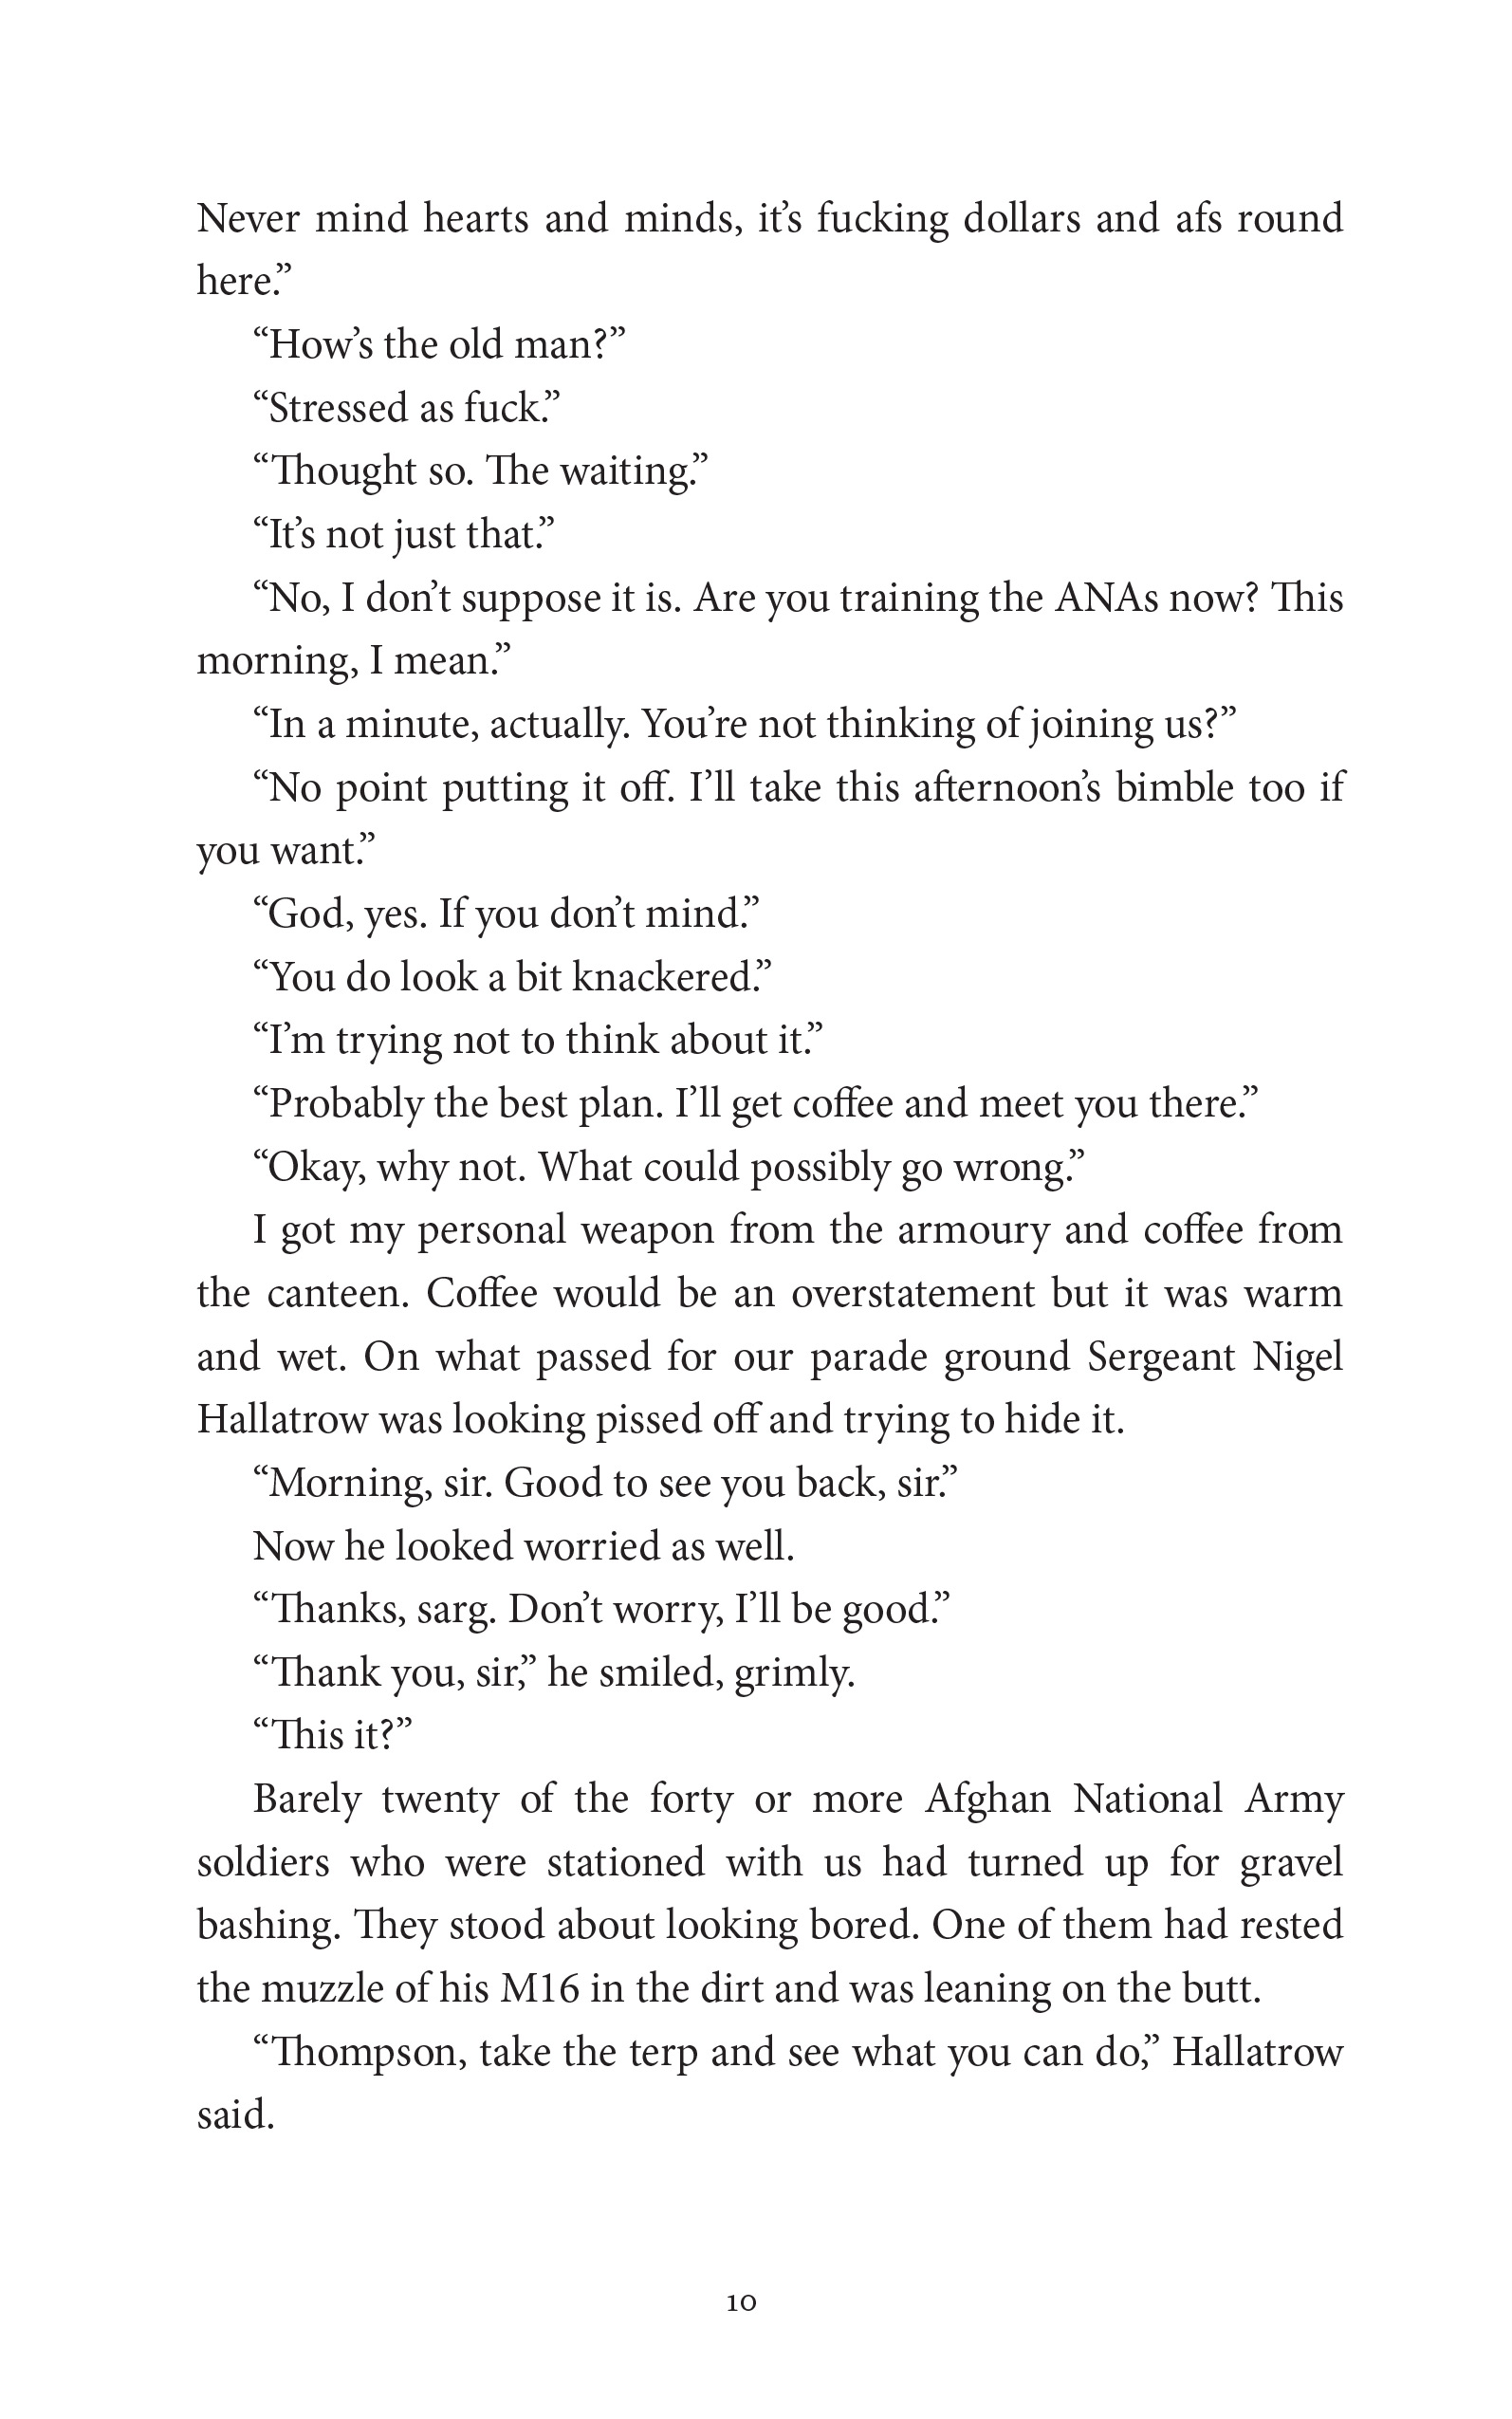 Never mind hearts and minds, it’s fucking dollars and afs round
here.”
“How’s the old man?”
“Stressed as fuck.”
“Thought so. The waiting.”
“It’s not just that.”
“No, I don’t suppose it is. Are you training the ANAs now? This
morning, I mean.”
“In a minute, actually. You’re not thinking of joining us?”
“No point putting it off. I’ll take this afternoon’s bimble too if
you want.”
“God, yes. If you don’t mind.”
“You do look a bit knackered.”
“I’m trying not to think about it.”
“Probably the best plan. I’ll get coffee and meet you there.”
“Okay, why not. What could possibly go wrong.”
I got my personal weapon from the armoury and coffee from
the canteen. Coffee would be an overstatement but it was warm
and wet. On what passed for our parade ground Sergeant Nigel
Hallatrow was looking pissed off and trying to hide it.
“Morning, sir. Good to see you back, sir.”
Now he looked worried as well.
“Thanks, sarg. Don’t worry, I’ll be good.”
“Thank you, sir,” he smiled, grimly.
“This it?”
Barely twenty of the forty or more Afghan National Army
soldiers who were stationed with us had turned up for gravel
bashing. They stood about looking bored. One of them had rested
the muzzle of his M16 in the dirt and was leaning on the butt.
“Thompson, take the terp and see what you can do,” Hallatrow
said.
10